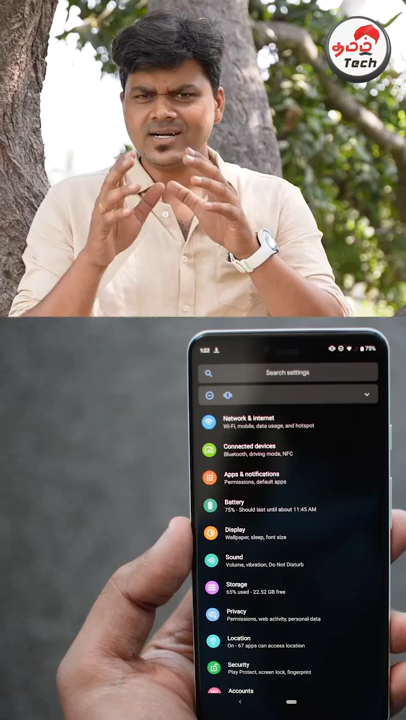 தமிழ்
Tech
1:22
75%
Search settings
Network & internet
Wi-Fi, mobile, data usage, and hotspot
Connected devices
Bluetooth, driving mode, NFC
Apps & notifications
Permissions, default apps
Battery
75% - Should last until about 11:45 AM
Display
Wallpaper, sleep, font size
Sound
Volume, vibration, Do Not Disturb
Storage
65% used - 22.52 GB free
Privacy
Permissions, web activity, personal data
Location
On - 67 apps can access location
Security
Play Protect, screen lock, fingerprint
Accounts